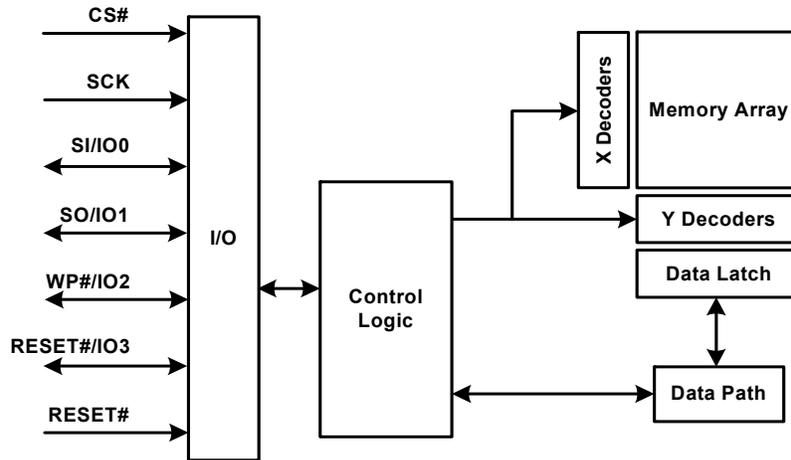 CS#
SCK
SI/IO0
SO/IO1
WP#/IO2
RESET#/IO3
RESET#
I/O
Control
Logic
X Decoders
Memory Array
Y Decoders
Data Latch
Data Path